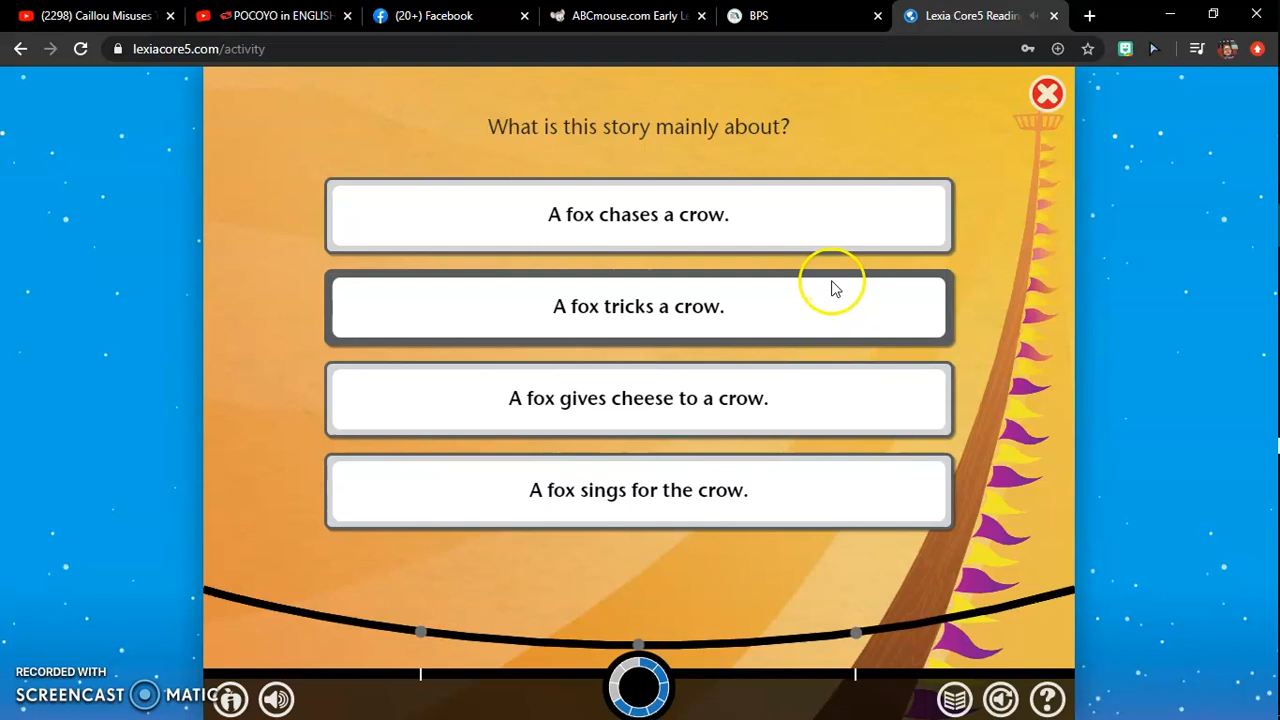 (2298) Caillou Misuses T
POCOYO in ENGLISH
(20+) Facebook
ABCmouse.com Early Le
BPS
Lexia Core5 Readin
lexiacore5.com/activity
What is this story mainly about?
A fox chases a crow.
A fox tricks a crow.
A fox gives cheese to a crow.
A fox sings for the crow.
RECORDED WITH
SCREENCAST MATIC